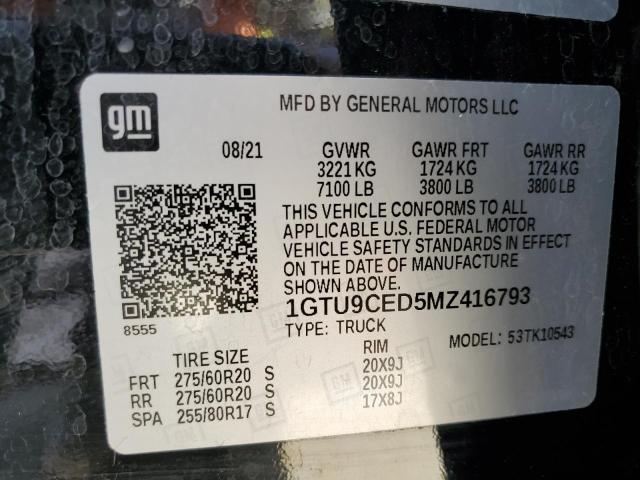 gm
MFD BY GENERAL MOTORS LLC
08/21 GVWR GAWR FRT GAWR RR
3221 KG 1724 KG 1724 KG
7100 LB 3800 LB 3800 LB
THIS VEHICLE CONFORMS TO ALL
APPLICABLE U.S. FEDERAL MOTOR
VEHICLE SAFETY STANDARDS IN EFFECT
ON THE DATE OF MANUFACTURE
SHOWN ABOVE.
1GTU9CED5MZ416793
8555
TYPE: TRUCK MODEL: 53TK10543
TIRE SIZE RIM
FRT 275/60R20 S 20X9J
RR 275/60R20 S 20X9J
SPA 255/80R17 S 17X8J